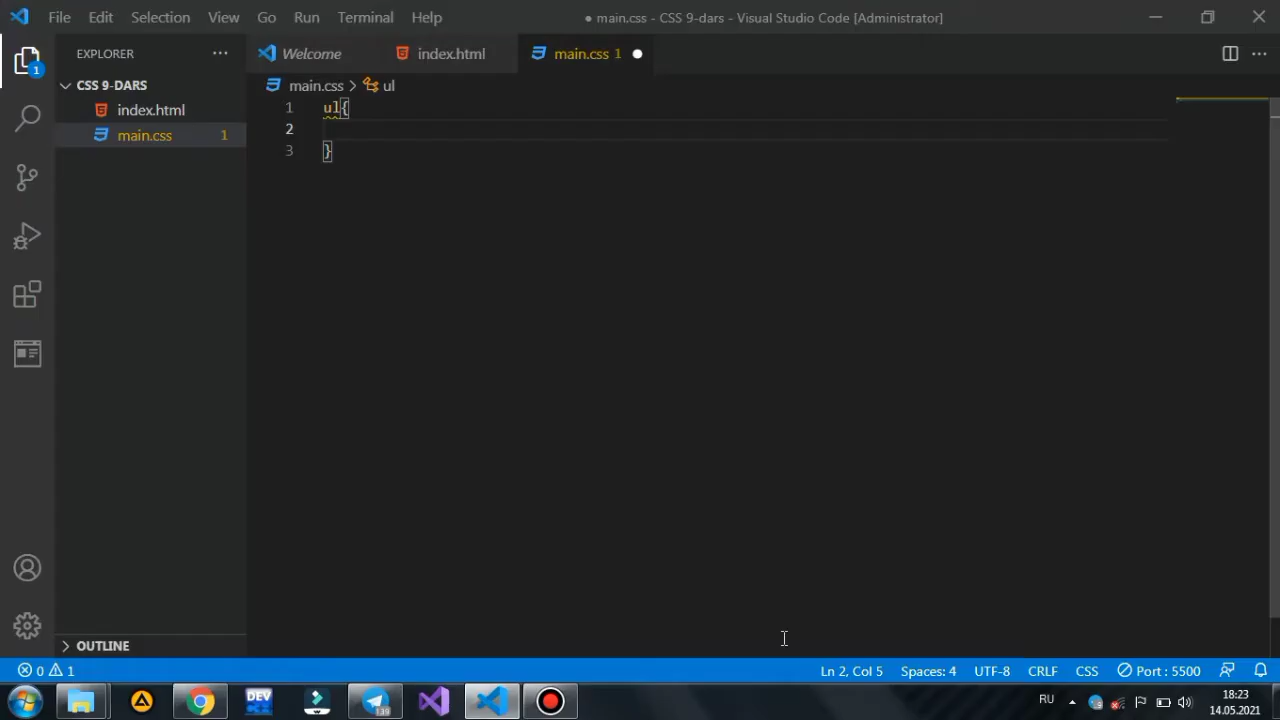 File Edit Selection View Go Run Terminal Help
● main.css - CSS 9-dars - Visual Studio Code [Administrator]
EXPLORER ...
Welcome
index.html
main.css 1
CSS 9-DARS
main.css > ul
index.html
main.css 1
1 ul{
2
3 }
1
OUTLINE
0 1
Ln 2, Col 5 Spaces: 4 UTF-8 CRLF CSS Port : 5500
DEV
139
RU
18:23
14.05.2021